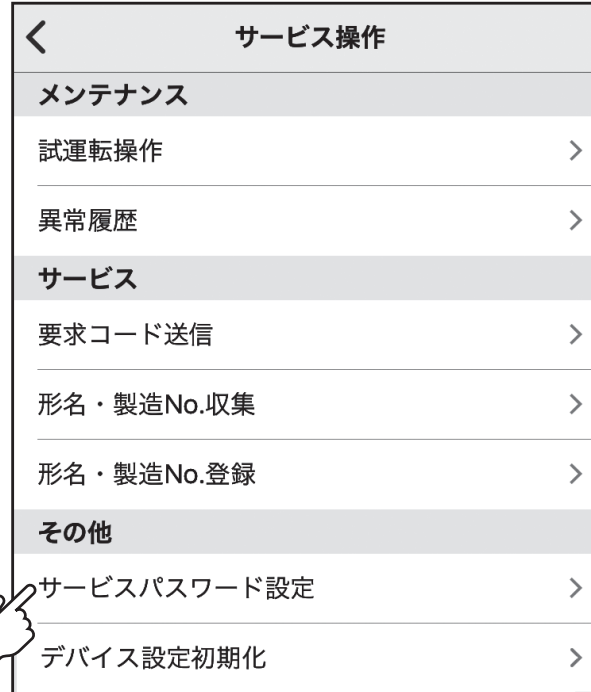 サービス操作
メンテナンス
試運転操作
異常履歴
サービス
要求コード送信
形名・製造No.収集
形名・製造No.登録
その他
サービスパスワード設定
デバイス設定初期化